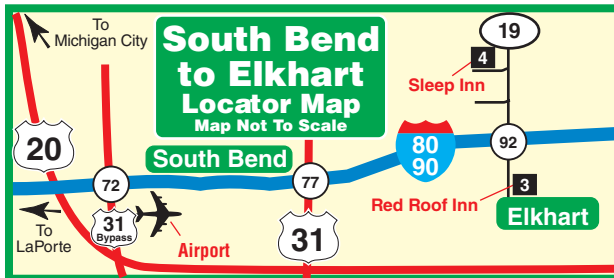 To
Michigan City
South Bend
to Elkhart
Locator Map
Map Not To Scale
19
4
Sleep Inn
20
South Bend
80
90
92
72
77
3
Red Roof Inn
Elkhart
To
LaPorte
31
Bypass
Airport
31